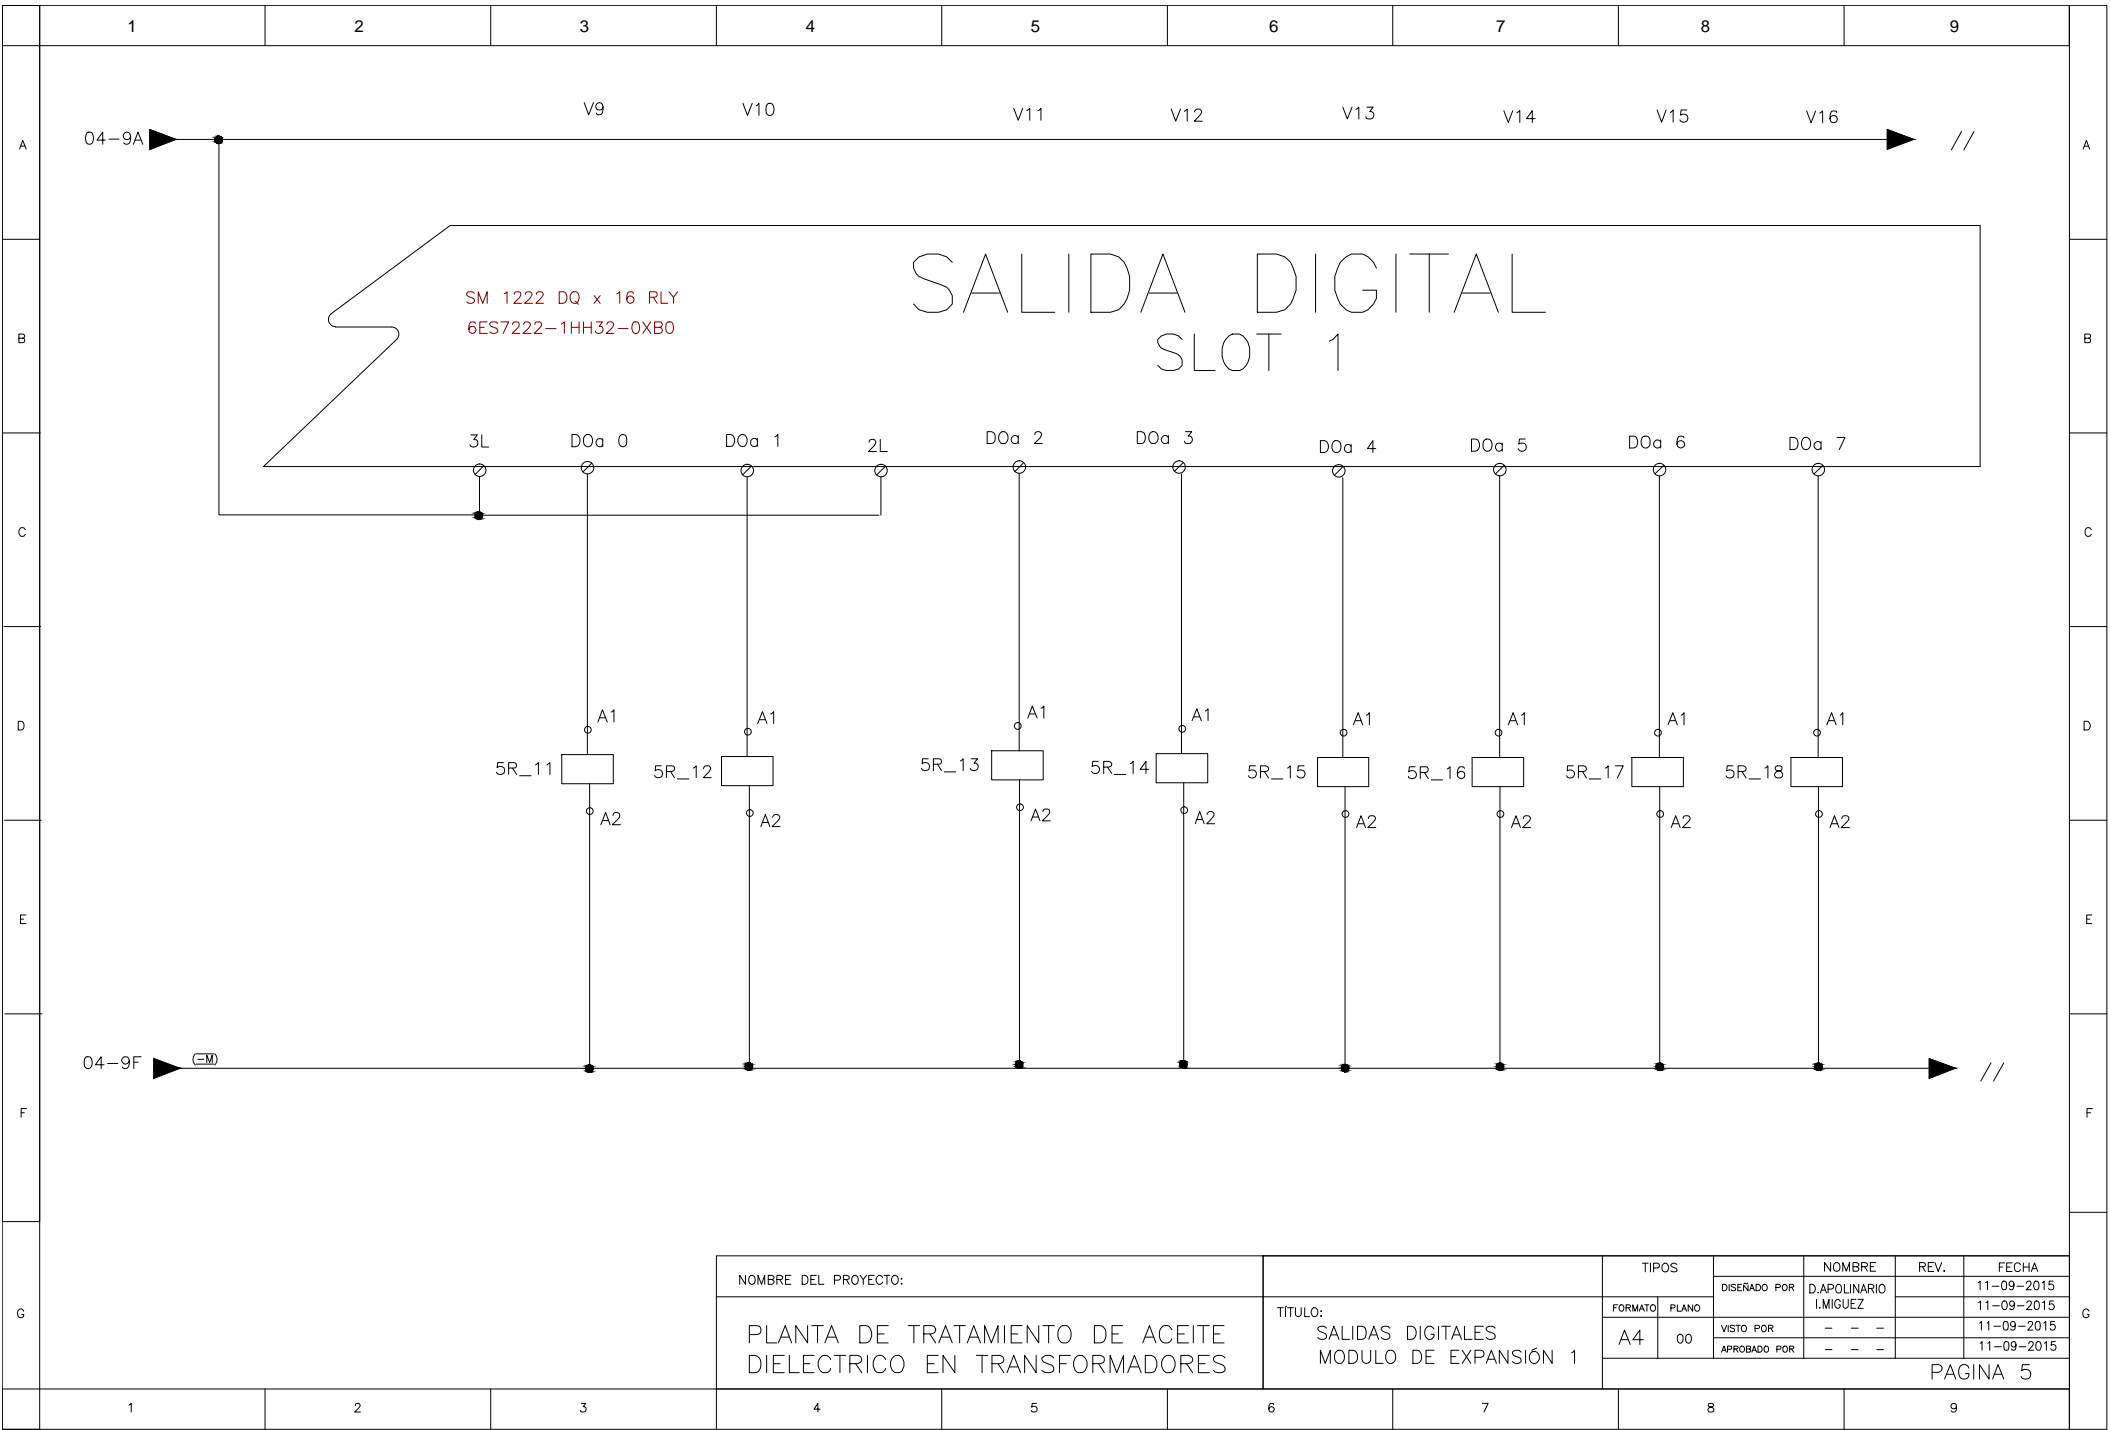 1 2 3 4 5 6 7 8 9
V9 V10 V11 V12 V13 V14 V15 V16
A 04-9A // A
SALIDA DIGITAL
SM 1222 DQ x 16 RLY
6ES7222-1HH32-0XB0
SLOT 1
B B
3L DOa 0 DOa 1 2L DOa 2 DOa 3 DOa 4 DOa 5 DOa 6 DOa 7
C C
A1 A1 A1 A1 A1 A1 A1 A1
D D
5R_11 5R_12 5R_13 5R_14 5R_15 5R_16 5R_17 5R_18
A2 A2 A2 A2 A2 A2 A2 A2
E E
04-9F (-M) //
F F
NOMBRE DEL PROYECTO:
PLANTA DE TRATAMIENTO DE ACEITE
DIELECTRICO EN TRANSFORMADORES
TÍTULO:
SALIDAS DIGITALES
MODULO DE EXPANSIÓN 1
TIPOS
FORMATO PLANO
A4 00
NOMBRE REV. FECHA
DISEÑADO POR D.APOLINARIO 11-09-2015
I.MIGUEZ 11-09-2015
VISTO POR - - - 11-09-2015
APROBADO POR - - - 11-09-2015
PAGINA 5
G G
1 2 3 4 5 6 7 8 9